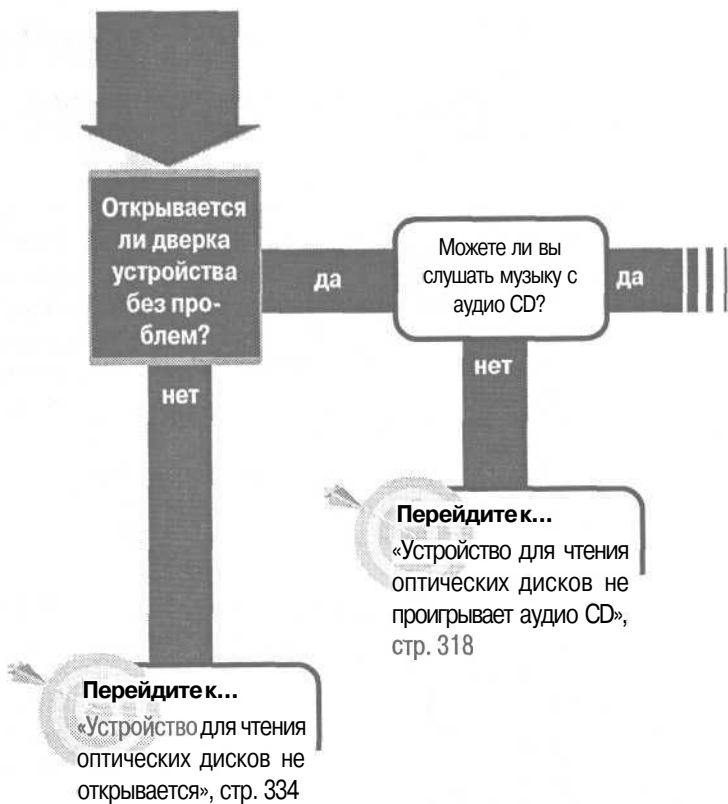 Открывается
ли дверка
устройства
без про-
блем?
да
Можете ли вы
слушать музыку с
аудио CD?
да
нет
нет
Перейдите к...
«Устройство для чтения
оптических дисков не
проигрывает аудио CD»,
стр. 318
Перейдите к...
«Устройство для чтения
оптических дисков не
открывается», стр. 334